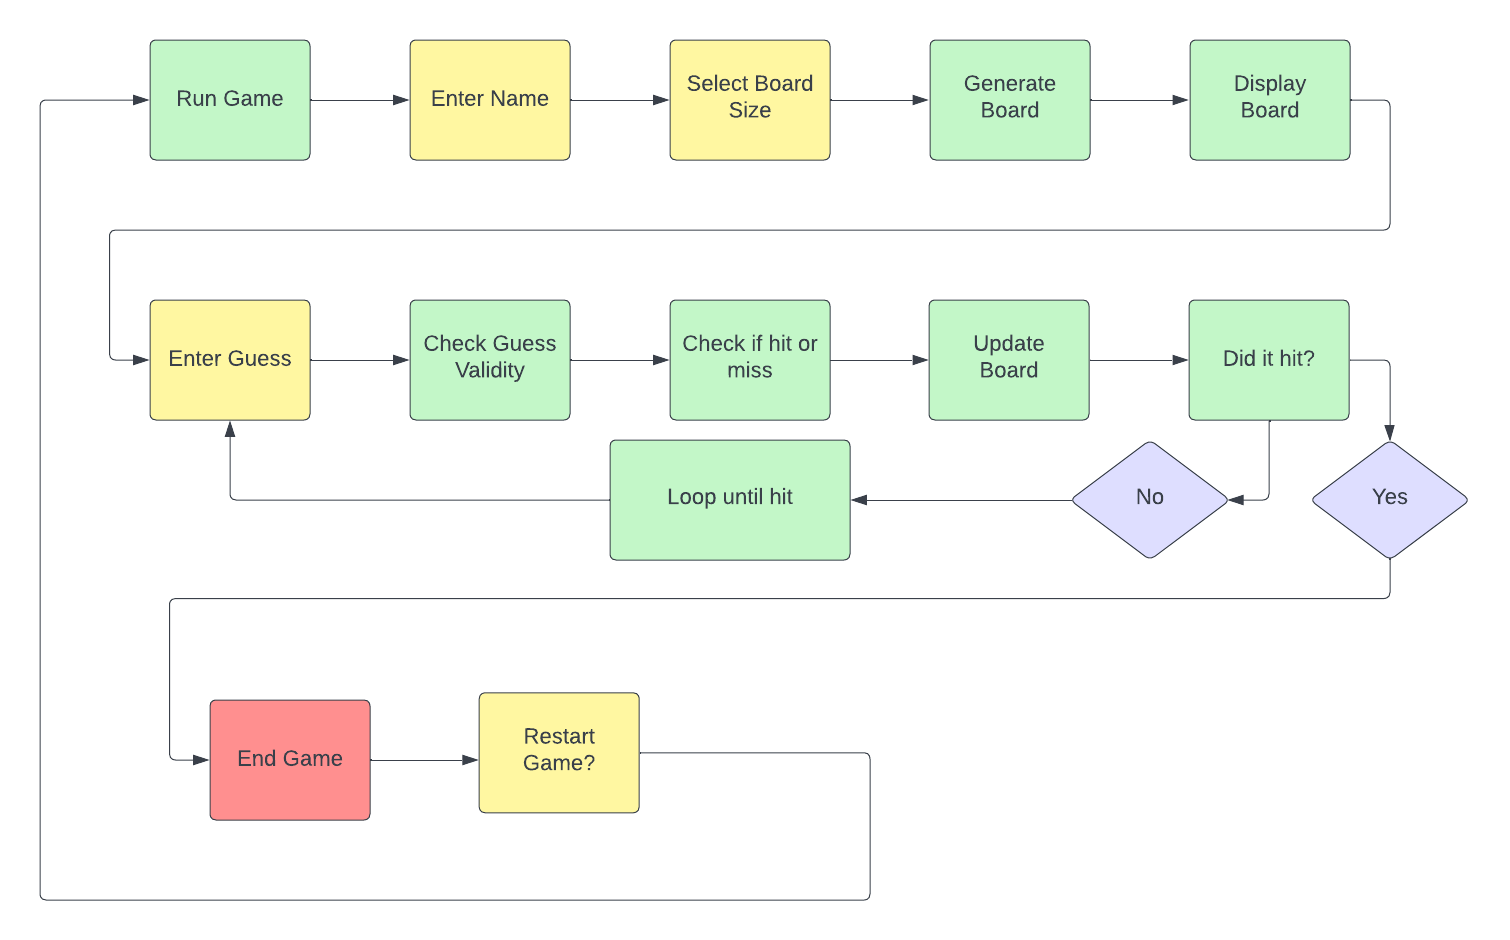 Run Game
Enter Name
Select Board
Size
Generate
Board
Display
Board
Enter Guess
Check Guess
Validity
Check if hit or
miss
Update
Board
Did it hit?
Loop until hit
No
Yes
End Game
Restart
Game?